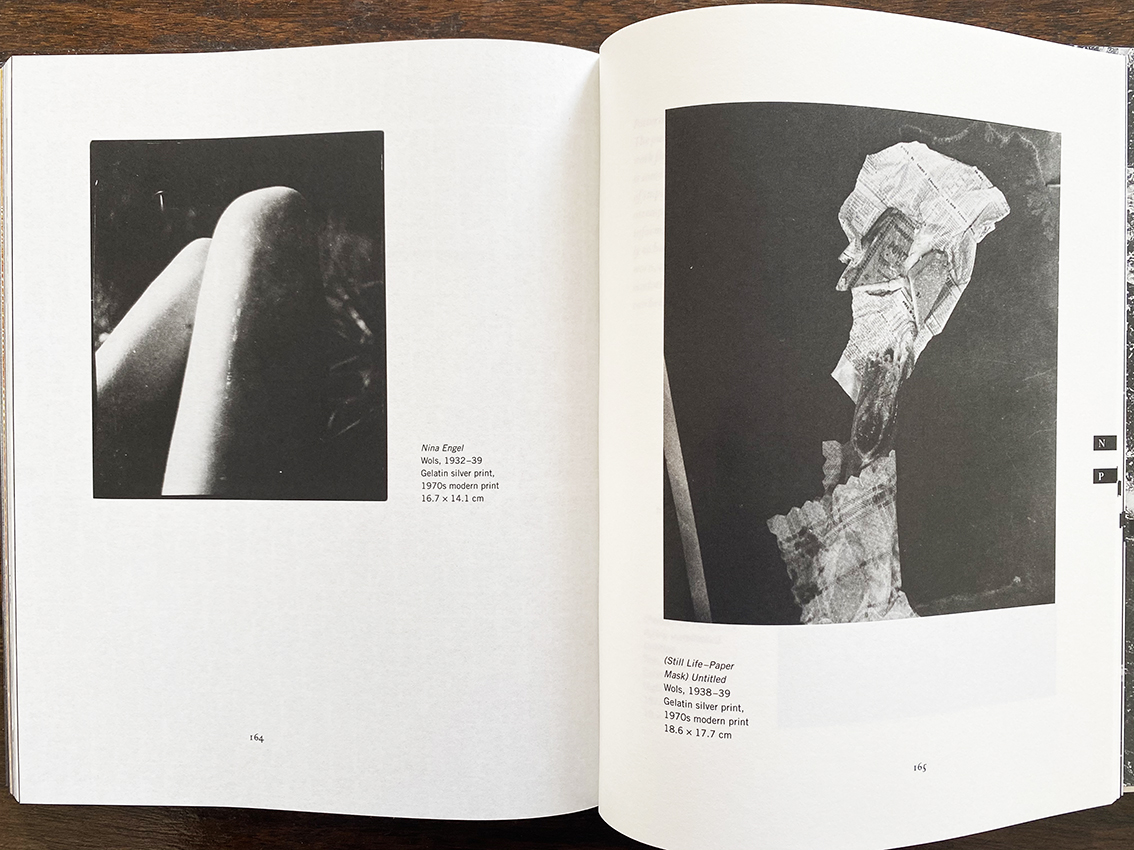 Nina Engel
Wols, 1932–39
Gelatin silver print,
1970s modern print
16.7 × 14.1 cm
164
(Still Life–Paper
Mask) Untitled
Wols, 1938–39
Gelatin silver print,
1970s modern print
18.6 × 17.7 cm
165
N
P